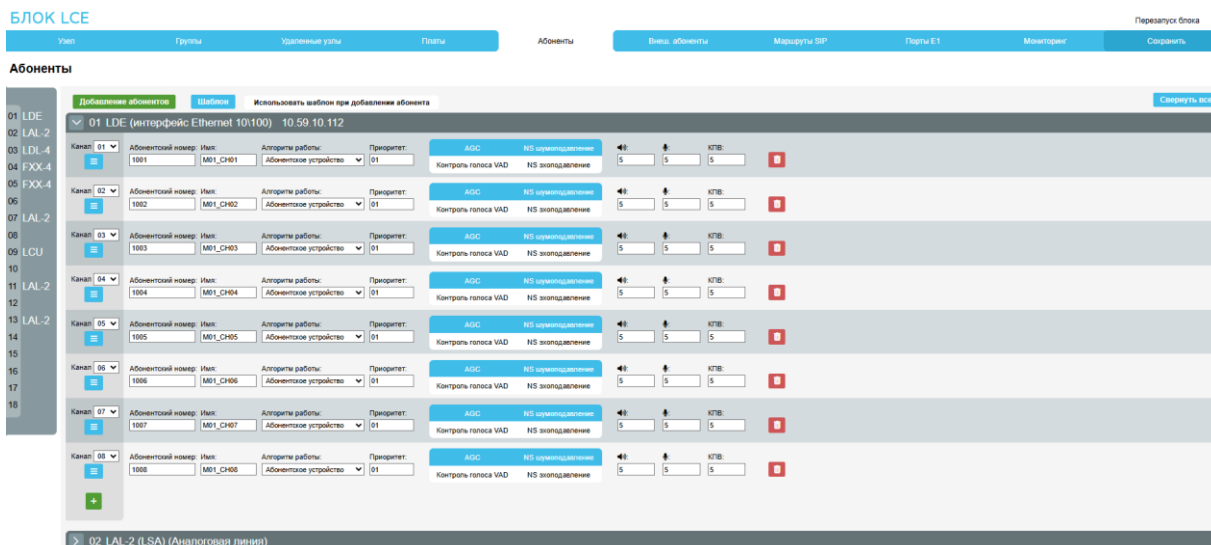 БЛОК LCE
Перезапуск блока
Узел Группы Удаленные узлы Платы Абоненты Внеш. абоненты Маршруты SIP Порты E1 Мониторинг Сохранить
Абоненты
Добавление абонентов Шаблон Использовать шаблон при добавлении абонента Свернуть все
01 LDE
02 LAL-2
03 LDL-4
04 FXX-4
05 FXX-4
06
07 LAL-2
08
09 LCU
10
11 LAL-2
12
13 LAL-2
14
15
16
17
18
01 LDE (интерфейс Ethernet 10\100) 10.59.10.112
Канал 01 Абонентский номер: Имя: Алгоритм работы: Приоритет: AGC NS шумоподавление КПВ:
1001 M01_CH01 Абонентское устройство 01 Контроль голоса VAD NS эхоподавление 5 5 5
Канал 02 Абонентский номер: Имя: Алгоритм работы: Приоритет: AGC NS шумоподавление КПВ:
1002 M01_CH02 Абонентское устройство 01 Контроль голоса VAD NS эхоподавление 5 5 5
Канал 03 Абонентский номер: Имя: Алгоритм работы: Приоритет: AGC NS шумоподавление КПВ:
1003 M01_CH03 Абонентское устройство 01 Контроль голоса VAD NS эхоподавление 5 5 5
Канал 04 Абонентский номер: Имя: Алгоритм работы: Приоритет: AGC NS шумоподавление КПВ:
1004 M01_CH04 Абонентское устройство 01 Контроль голоса VAD NS эхоподавление 5 5 5
Канал 05 Абонентский номер: Имя: Алгоритм работы: Приоритет: AGC NS шумоподавление КПВ:
1005 M01_CH05 Абонентское устройство 01 Контроль голоса VAD NS эхоподавление 5 5 5
Канал 06 Абонентский номер: Имя: Алгоритм работы: Приоритет: AGC NS шумоподавление КПВ:
1006 M01_CH06 Абонентское устройство 01 Контроль голоса VAD NS эхоподавление 5 5 5
Канал 07 Абонентский номер: Имя: Алгоритм работы: Приоритет: AGC NS шумоподавление КПВ:
1007 M01_CH07 Абонентское устройство 01 Контроль голоса VAD NS эхоподавление 5 5 5
Канал 08 Абонентский номер: Имя: Алгоритм работы: Приоритет: AGC NS шумоподавление КПВ:
1008 M01_CH08 Абонентское устройство 01 Контроль голоса VAD NS эхоподавление 5 5 5
02 LAL-2 (LSA) (Аналоговая линия)